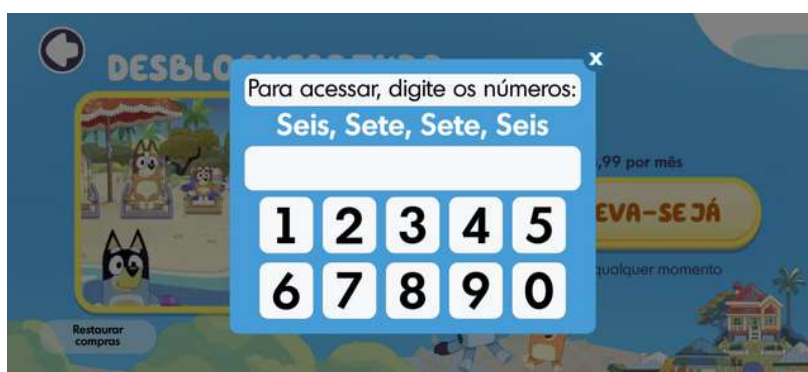 DESBLO
x
Para acessar, digite os números:
Seis, Sete, Sete, Seis
1 2 3 4 5
6 7 8 9 0
,99 por mês
EVA-SE JÁ
qualquer momento
Restaurar
compras